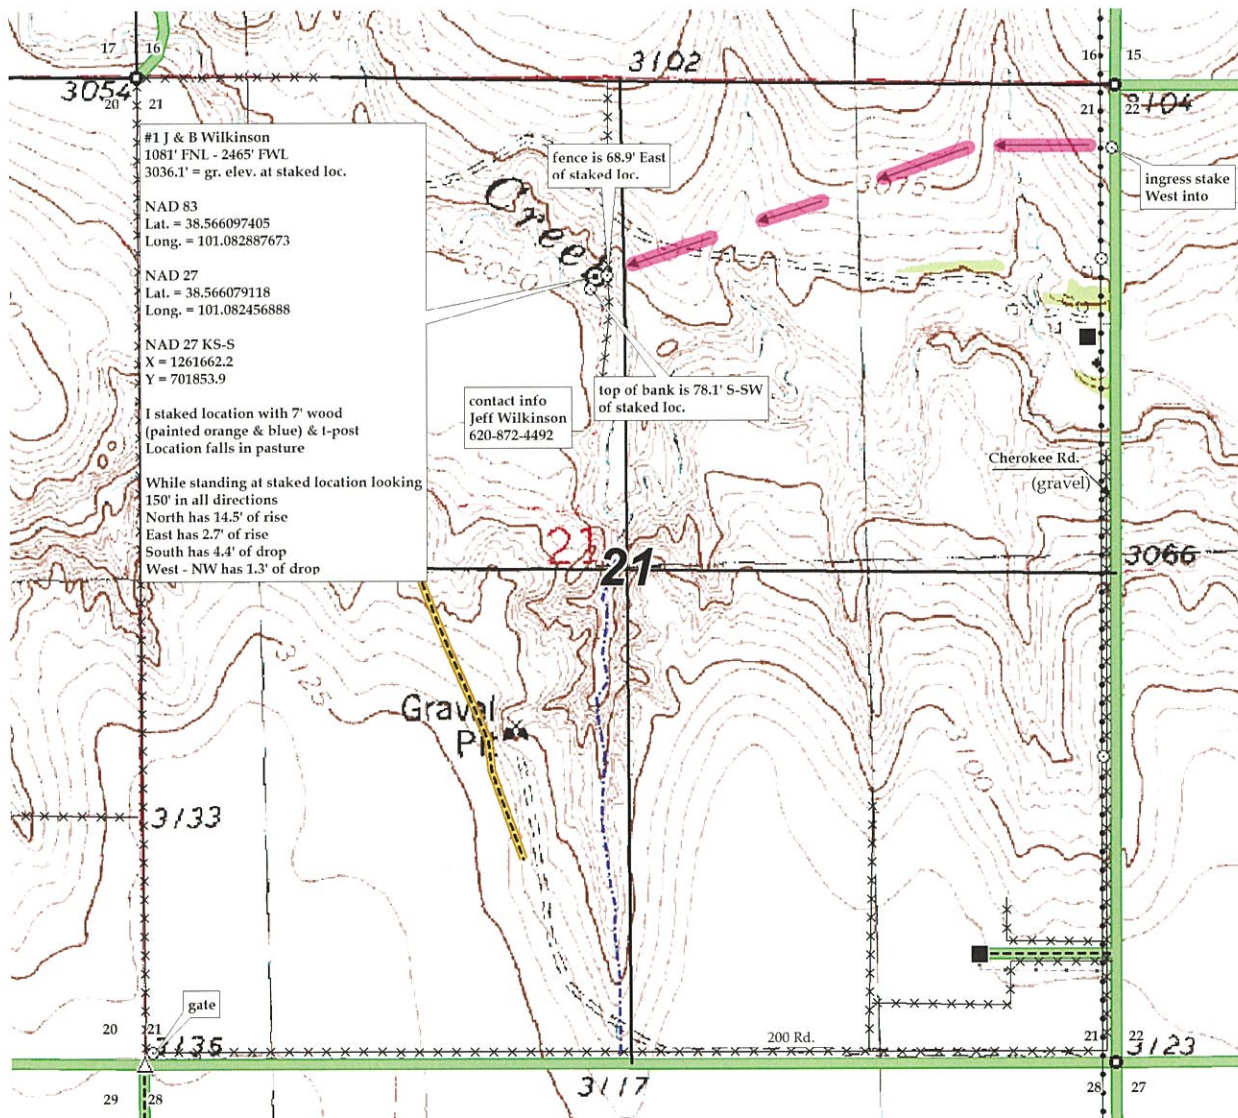 17 16
3102
16 15
3054
20 21
21 22
3104
#1 J & B Wilkinson
1081' FNL - 2465' FWL
3036.1' = gr. elev. at staked loc.
NAD 83
Lat. = 38.566097405
Long. = 101.082887673
NAD 27
Lat. = 38.566079118
Long. = 101.082456888
NAD 27 KS-S
X = 1261662.2
Y = 701853.9
I staked location with 7' wood
(painted orange & blue) & t-post
Location falls in pasture
While standing at staked location looking
150' in all directions
North has 14.5' of rise
East has 2.7' of rise
South has 4.4' of drop
West - NW has 1.3' of drop
fence is 68.9' East
of staked loc.
3075
ingress stake
West into
Creek
3050
top of bank is 78.1' S-SW
of staked loc.
contact info
Jeff Wilkinson
620-872-4492
Cherokee Rd.
(gravel)
21
21
3066
3125
Gravel
Pit
3100
3133
gate
20 21
3135
200 Rd.
21 22
3123
3117
29 28
28 27